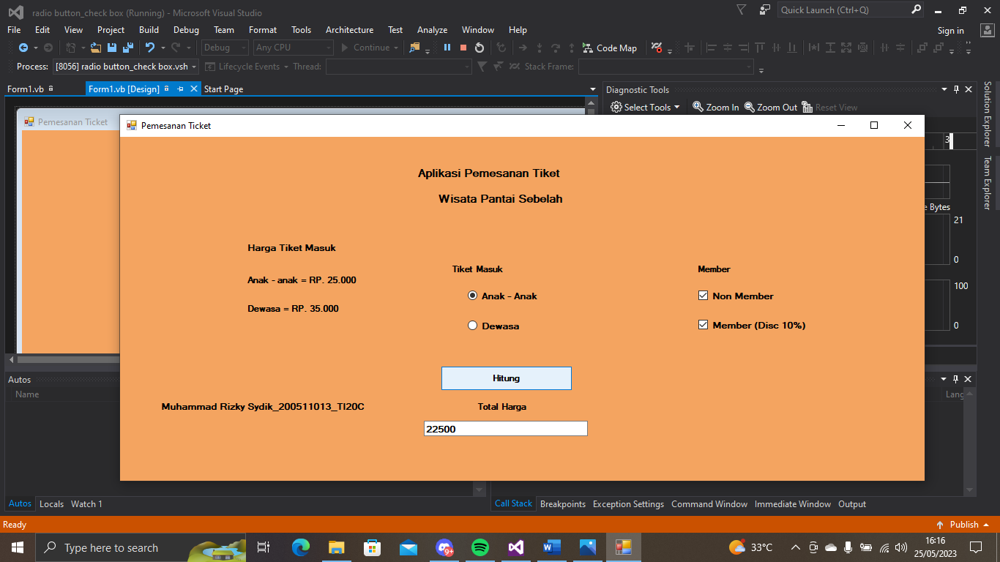 radio button_check box (Running) - Microsoft Visual Studio
Quick Launch (Ctrl+Q)
File Edit View Project Build Debug Team Format Tools Architecture Test Analyze Window Help
Sign in
Debug Any CPU Continue Code Map
Process: [8056] radio button_check box.vsh Lifecycle Events Thread: Stack Frame:
Form1.vb Form1.vb [Design] Start Page
Diagnostic Tools
Select Tools Zoom In Zoom Out Reset View
Solution Explorer
Team Explorer
Pemesanan Ticket
Pemesanan Ticket
3
Aplikasi Pemesanan Tiket
Wisata Pantai Sebelah
e Bytes
21
0
100
0
Harga Tiket Masuk
Anak - anak = RP. 25.000
Dewasa = RP. 35.000
Tiket Masuk
Anak - Anak
Dewasa
Member
Non Member
Member (Disc 10%)
Hitung
Muhammad Rizky Sydik_200511013_TI20C
Total Harga
22500
Autos
Name
Lang
Autos Locals Watch 1
Call Stack Breakpoints Exception Settings Command Window Immediate Window Output
Ready
Publish
Type here to search
9+
33°C
16:16
25/05/2023